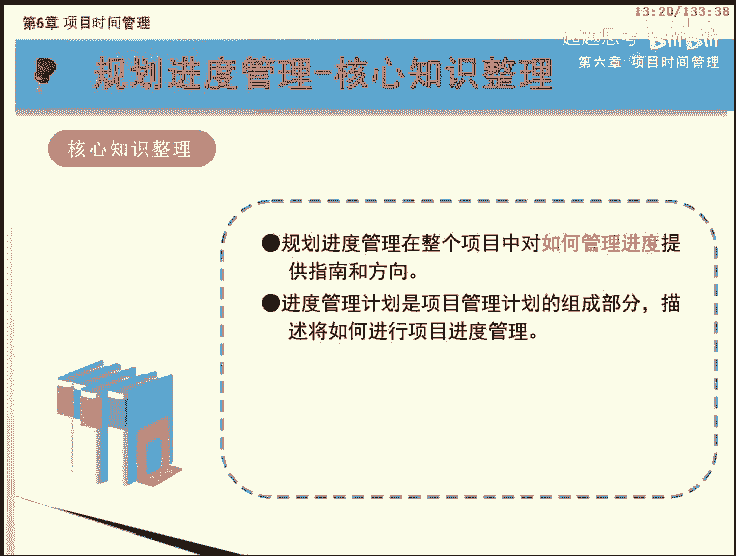 第6章 项目时间管理
13:20/133:38
规划进度管理-核心知识整理
第六章 项目时间管理
核心知识整理
●规划进度管理在整个项目中对如何管理进度提
供指南和方向。
●进度管理计划是项目管理计划的组成部分，描
述将如何进行项目进度管理。